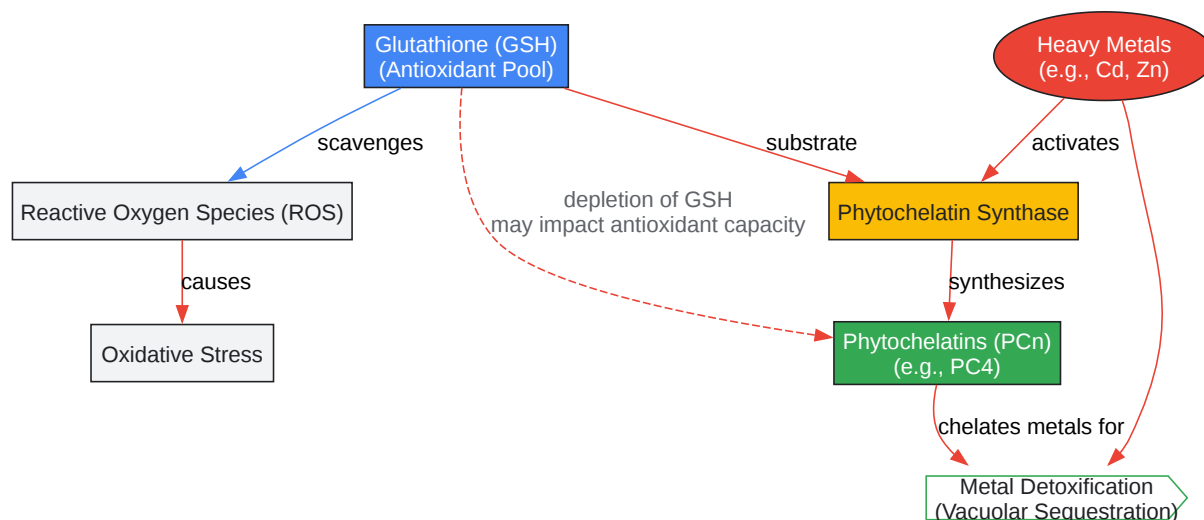 Glutathione (GSH)
(Antioxidant Pool)
Heavy Metals
(e.g., Cd, Zn)
scavenges
substrate
activates
Reactive Oxygen Species (ROS)
depletion of GSH
may impact antioxidant capacity
Phytochelatin Synthase
causes
synthesizes
Oxidative Stress
Phytochelatins (PCn)
(e.g., PC4)
chelates metals for
Metal Detoxification
(Vacuolar Sequestration)